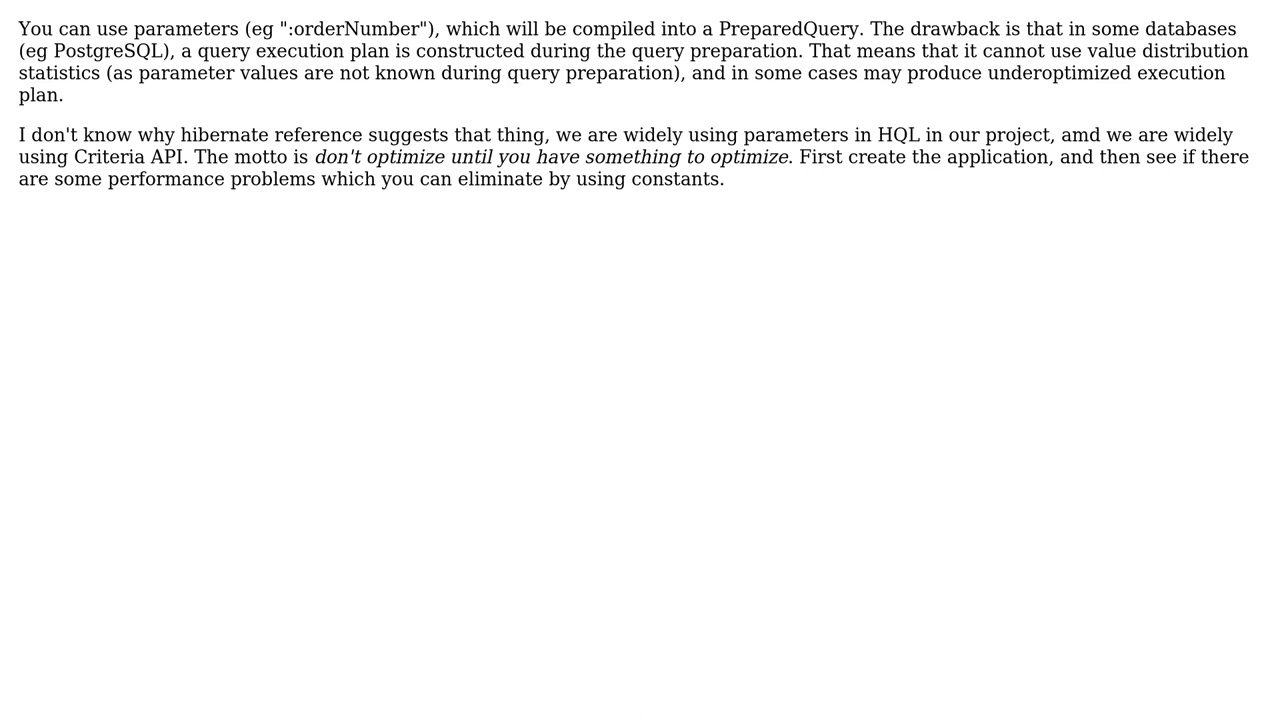 You can use parameters (eg ":orderNumber"), which will be compiled into a PreparedQuery. The drawback is that in some databases
(eg PostgreSQL), a query execution plan is constructed during the query preparation. That means that it cannot use value distribution
statistics (as parameter values are not known during query preparation), and in some cases may produce underoptimized execution
plan.
I don't know why hibernate reference suggests that thing, we are widely using parameters in HQL in our project, amd we are widely
using Criteria API. The motto is don't optimize until you have something to optimize. First create the application, and then see if there
are some performance problems which you can eliminate by using constants.